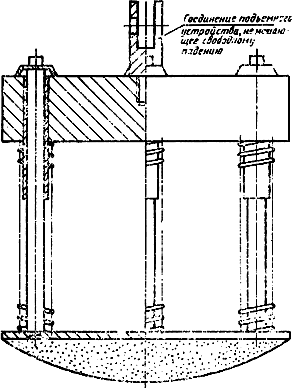 Соединение подъемного
устройства, не мешаю-
щее свободному
падению